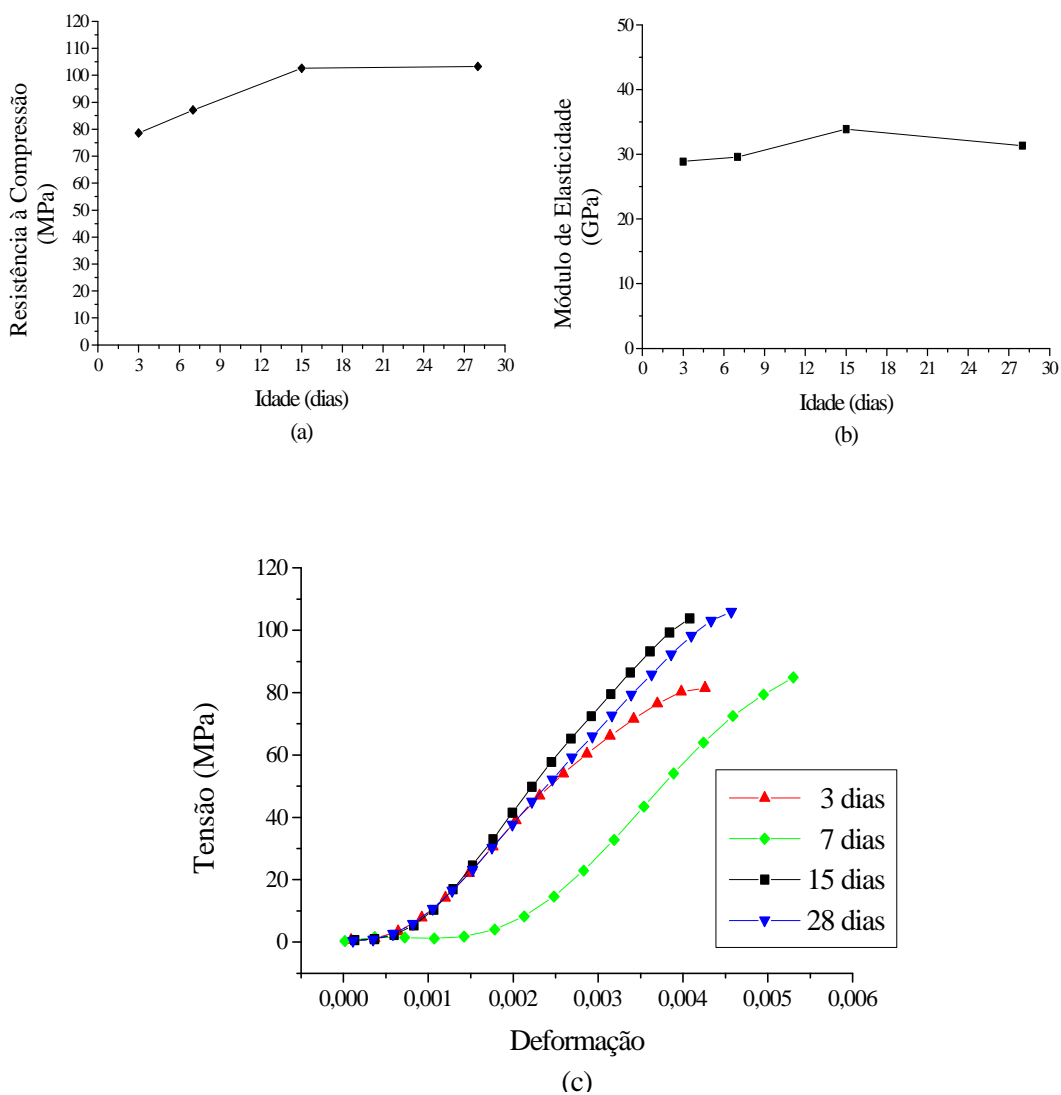 120
110
100
90
80
70
60
50
40
30
20
10
0
Resistência à Compressão
(MPa)
0 3 6 9 12 15 18 21 24 27 30
Idade (dias)
(a)
50
40
30
20
10
0
Módulo de Elasticidade
(GPa)
0 3 6 9 12 15 18 21 24 27 30
Idade (dias)
(b)
120
100
80
60
40
20
0
Tensão (MPa)
0,000 0,001 0,002 0,003 0,004 0,005 0,006
Deformação
3 dias
7 dias
15 dias
28 dias
(c)